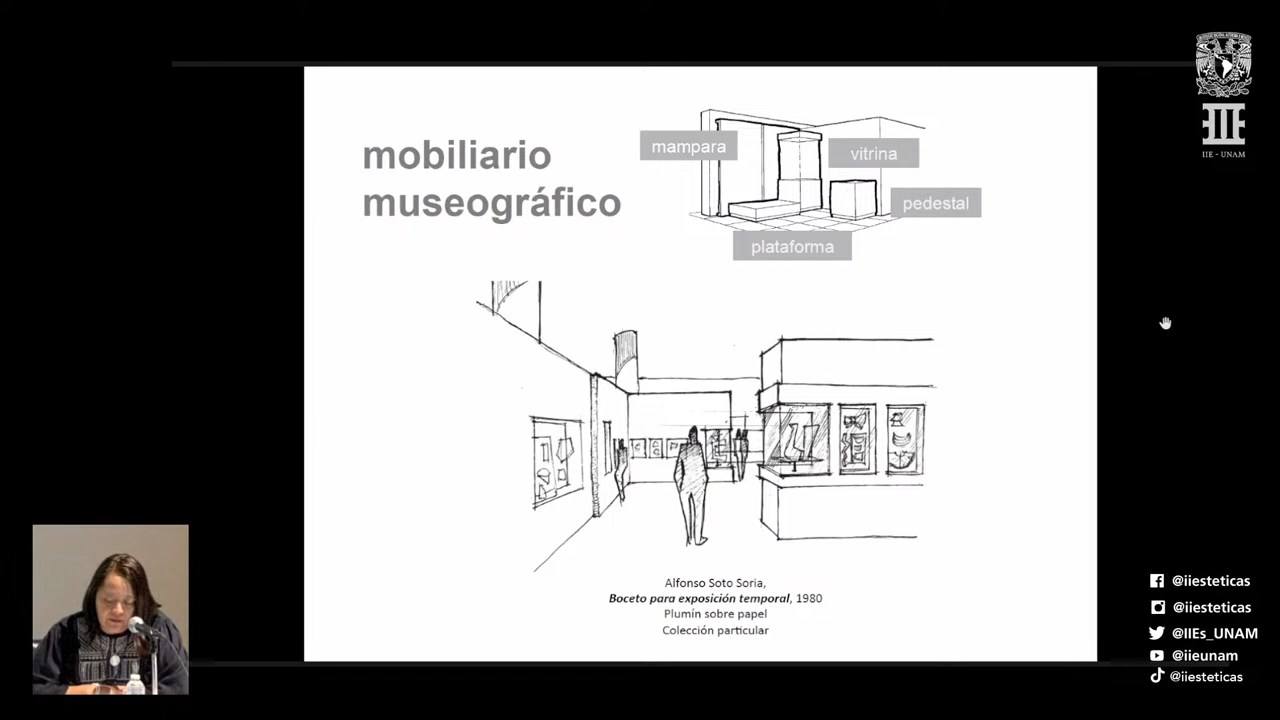 mobiliario
museográfico
mampara
vitrina
pedestal
plataforma
Alfonso Soto Soria,
Boceto para exposición temporal, 1980
Plumín sobre papel
Colección particular
IIE - UNAM
@iiesteticas
@iiesteticas
@IIEs_UNAM
@iieunam
@iiesteticas